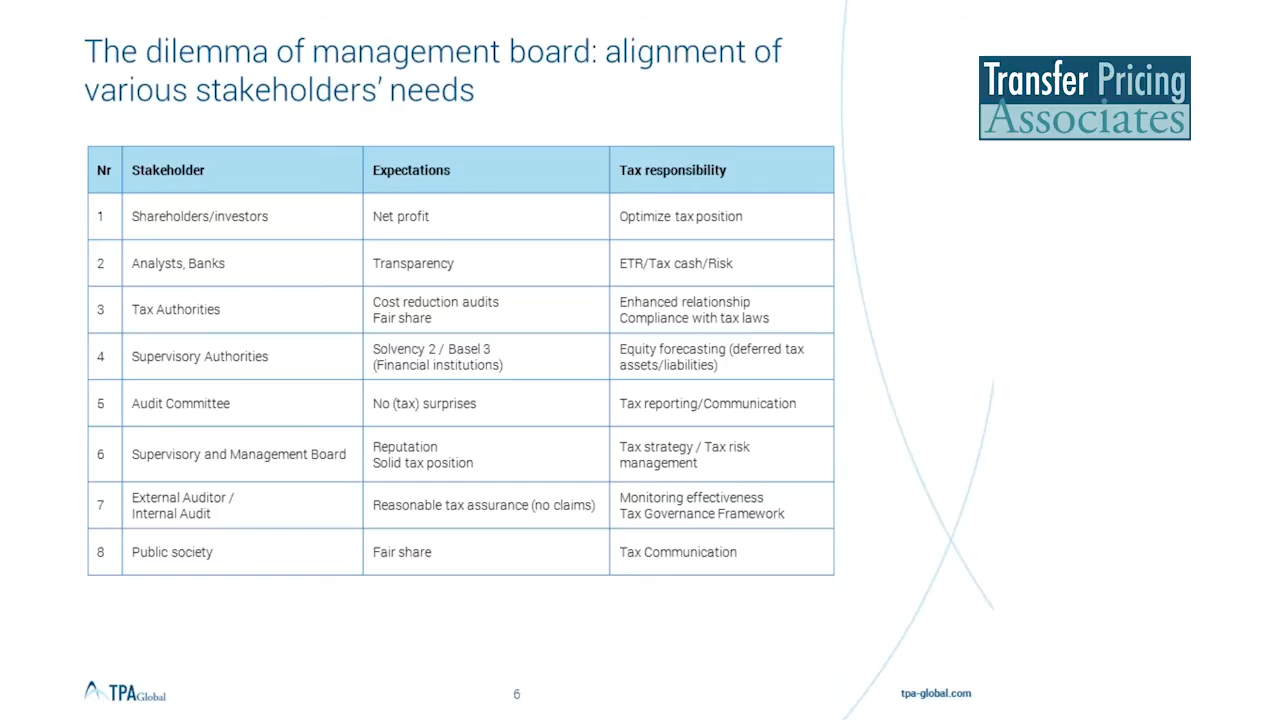 The dilemma of management board: alignment of
various stakeholders’ needs
Transfer Pricing
Associates
Nr Stakeholder Expectations Tax responsibility
1 Shareholders/investors Net profit Optimize tax position
2 Analysts, Banks Transparency ETR/Tax cash/Risk
3 Tax Authorities Cost reduction audits Enhanced relationship
Fair share Compliance with tax laws
4 Supervisory Authorities Solvency 2 / Basel 3 Equity forecasting (deferred tax
(Financial institutions) assets/liabilities)
5 Audit Committee No (tax) surprises Tax reporting/Communication
6 Supervisory and Management Board Reputation Tax strategy / Tax risk
Solid tax position management
7 External Auditor / Reasonable tax assurance (no claims) Monitoring effectiveness
Internal Audit Tax Governance Framework
8 Public society Fair share Tax Communication
TPA Global
6
tpa-global.com